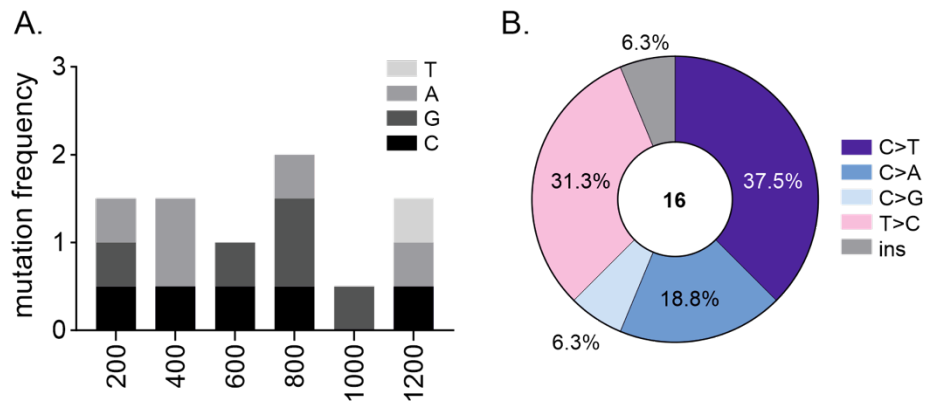 A.
mutation frequency
3
2
1
0
T
A
G
C
200
400
600
800
1000
1200
B.
6.3%
31.3%
37.5%
16
18.8%
6.3%
C>T
C>A
C>G
T>C
ins